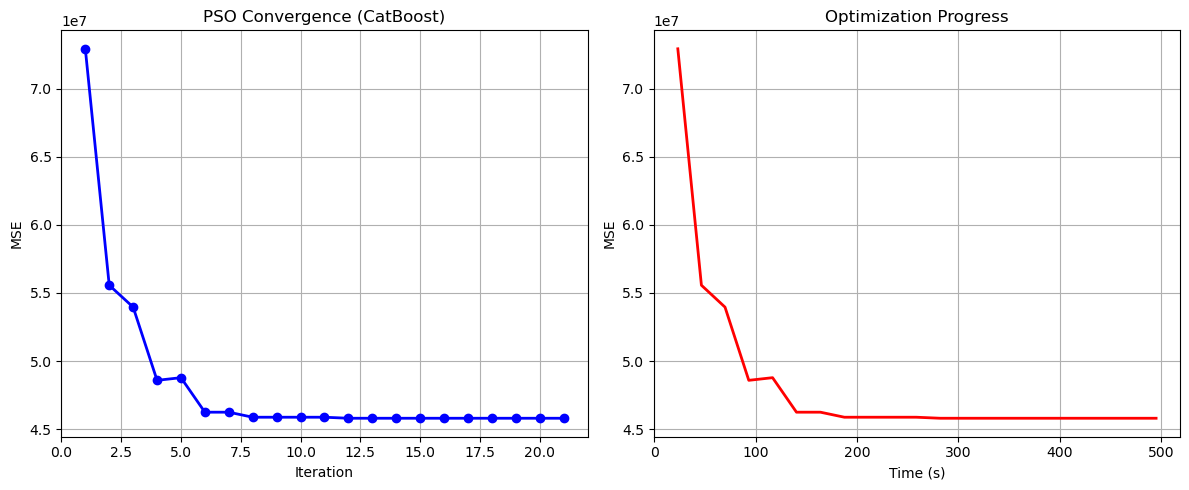 PSO Convergence (CatBoost)
1e7
7.0
6.5
6.0
5.5
5.0
4.5
MSE
0.0 2.5 5.0 7.5 10.0 12.5 15.0 17.5 20.0
Iteration
Optimization Progress
1e7
7.0
6.5
6.0
5.5
5.0
4.5
MSE
0 100 200 300 400 500
Time (s)